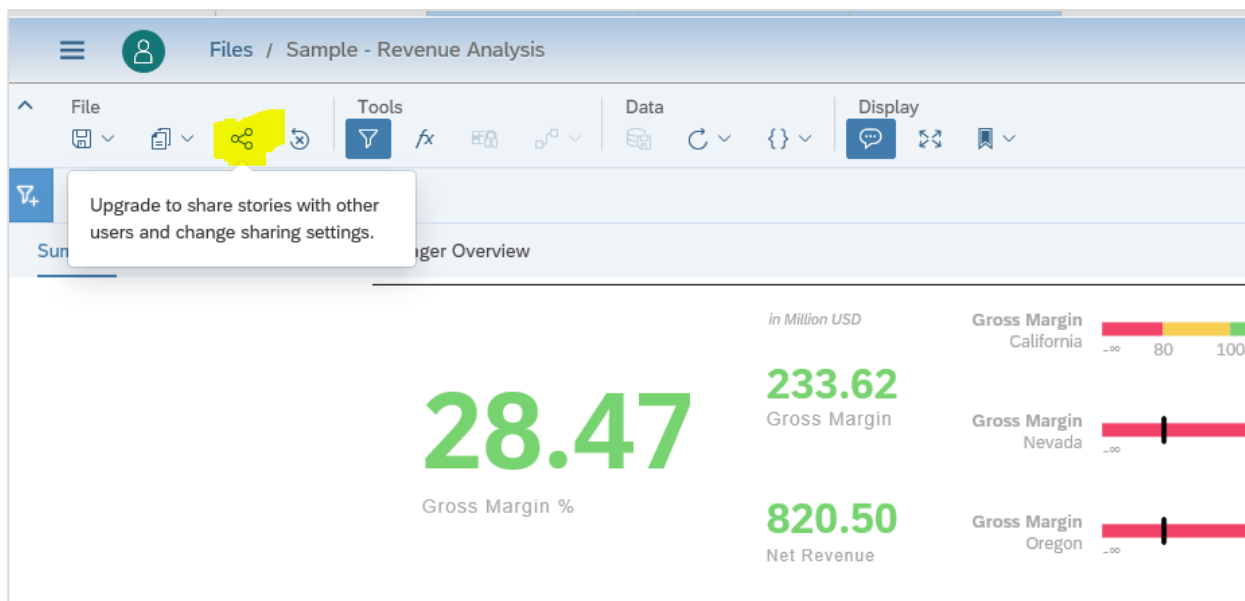 Files / Sample - Revenue Analysis
File Tools Data Display
fx {}
Upgrade to share stories with other
users and change sharing settings.
ager Overview
in Million USD
Gross Margin
California
-∞ 80 100
233.62
Gross Margin
28.47
Gross Margin %
Gross Margin
Nevada
-∞
820.50
Net Revenue
Gross Margin
Oregon
-∞